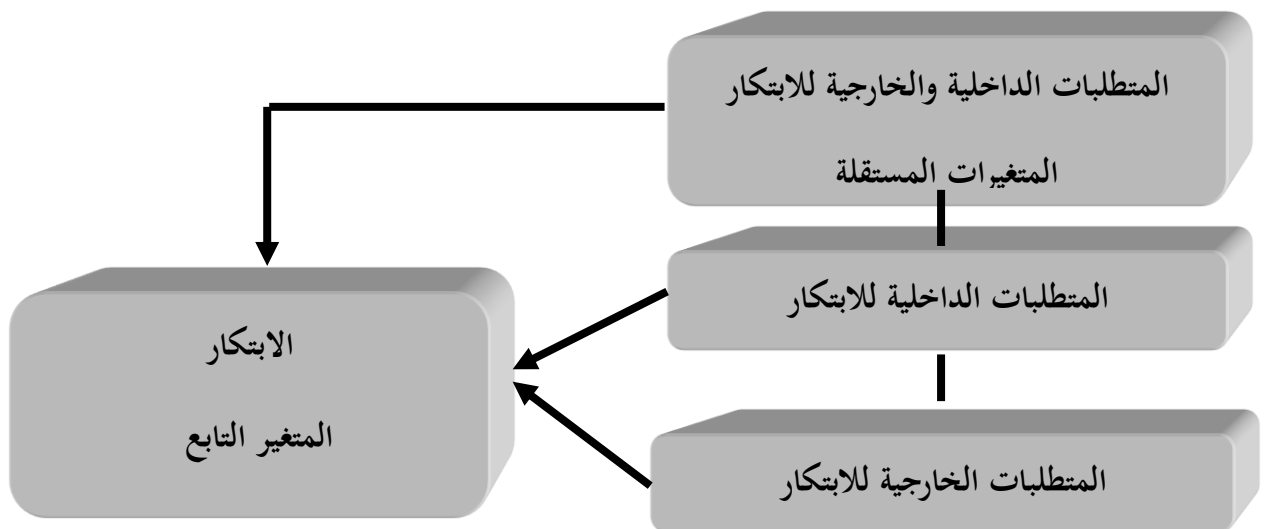 المتطلبات الداخلية والخارجية للابتكار
المتغيرات المستقلة
المتطلبات الداخلية للابتكار
الابتكار
المتغير التابع
المتطلبات الخارجية للابتكار